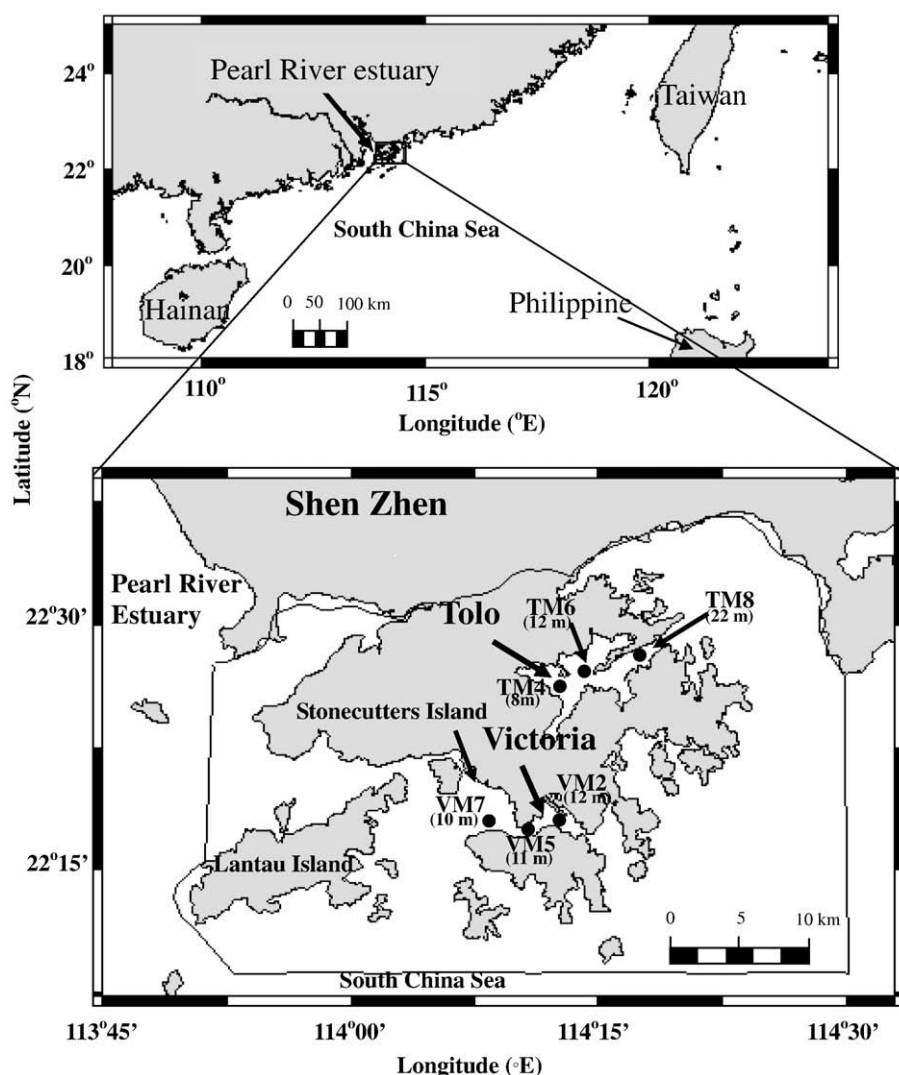 24°
22°
20°
18°
Pearl River estuary
Taiwan
South China Sea
Hainan
0 50 100 km
Philippine
110° 115° 120°
Longitude (°E)
Latitude (°N)
Shen Zhen
Pearl River
Estuary
22°30’
Tolo
TM6
(12 m)
TM8
(22 m)
TM4
(8m)
Stonecutters Island
Victoria
VM7
(10 m)
VM2
(12 m)
VM5
(11 m)
22°15’
Lantau Island
0 5 10 km
South China Sea
113°45’ 114°00’ 114°15’ 114°30’
Longitude (◦E)